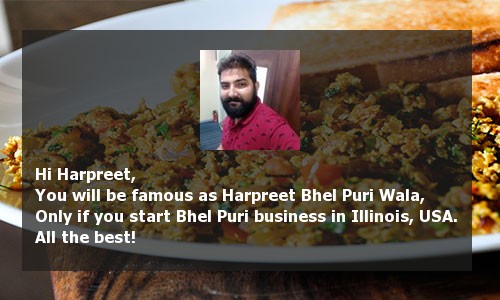 Hi Harpreet,
You will be famous as Harpreet Bhel Puri Wala,
Only if you start Bhel Puri business in Illinois, USA.
All the best!